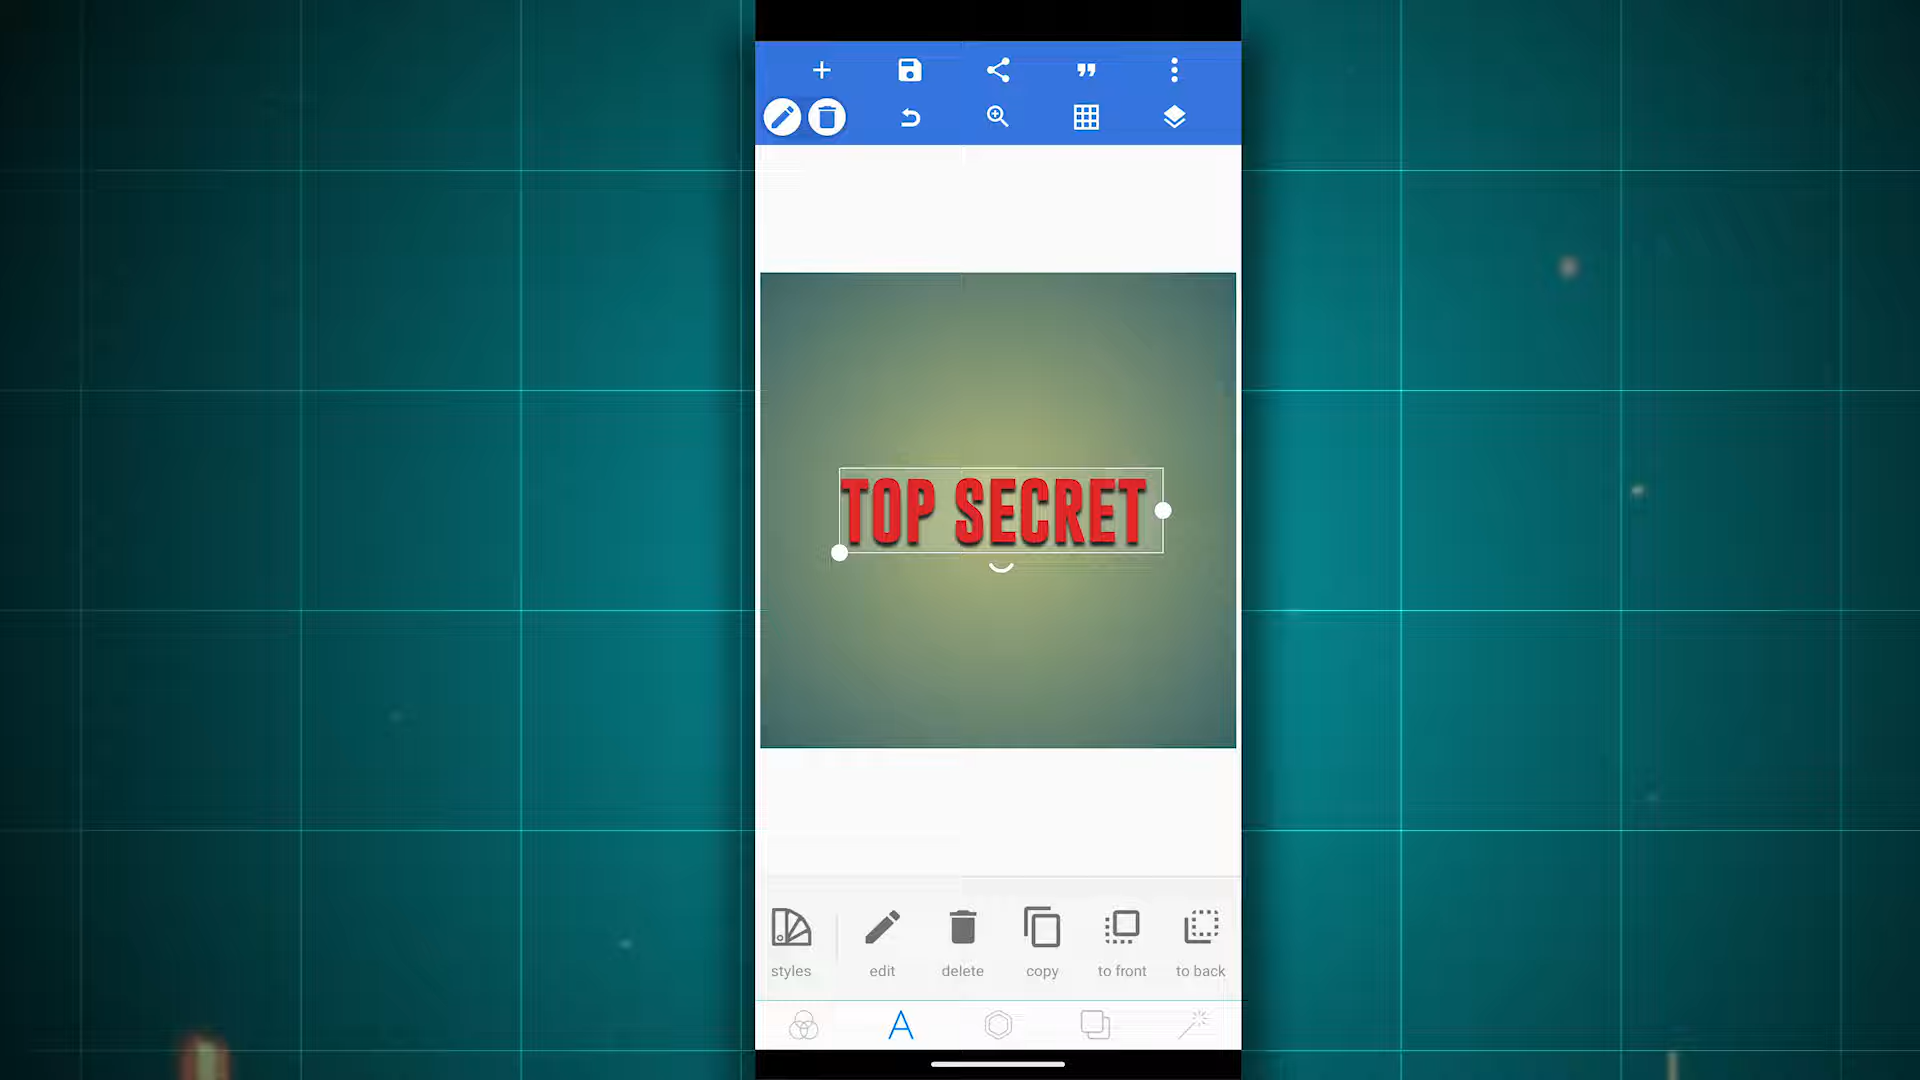 TOP SECRET
styles
edit
delete
copy
to front
to back